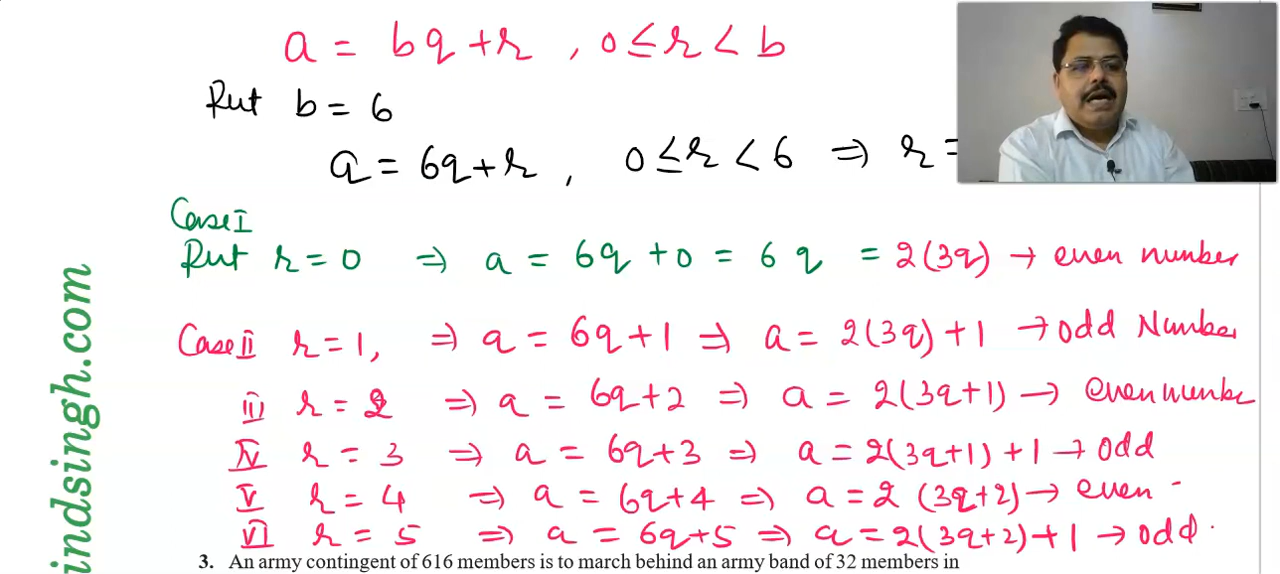 a = bq + r , 0 ≤ r < b
Put b = 6
a = 6q + r , 0 ≤ r < 6 ⇒ r =
Case I
Put r = 0 ⇒ a = 6q + 0 = 6q = 2(3q) → even number
Case II r = 1, ⇒ a = 6q + 1 ⇒ a = 2(3q) + 1 → odd Number
III r = 2 ⇒ a = 6q + 2 ⇒ a = 2(3q+1) → even number
IV r = 3 ⇒ a = 6q + 3 ⇒ a = 2(3q+1) + 1 → odd
V r = 4 ⇒ a = 6q + 4 ⇒ a = 2(3q+2) → even
VI r = 5 ⇒ a = 6q + 5 ⇒ a = 2(3q+2) + 1 → odd.
3. An army contingent of 616 members is to march behind an army band of 32 members in
indsingh.com